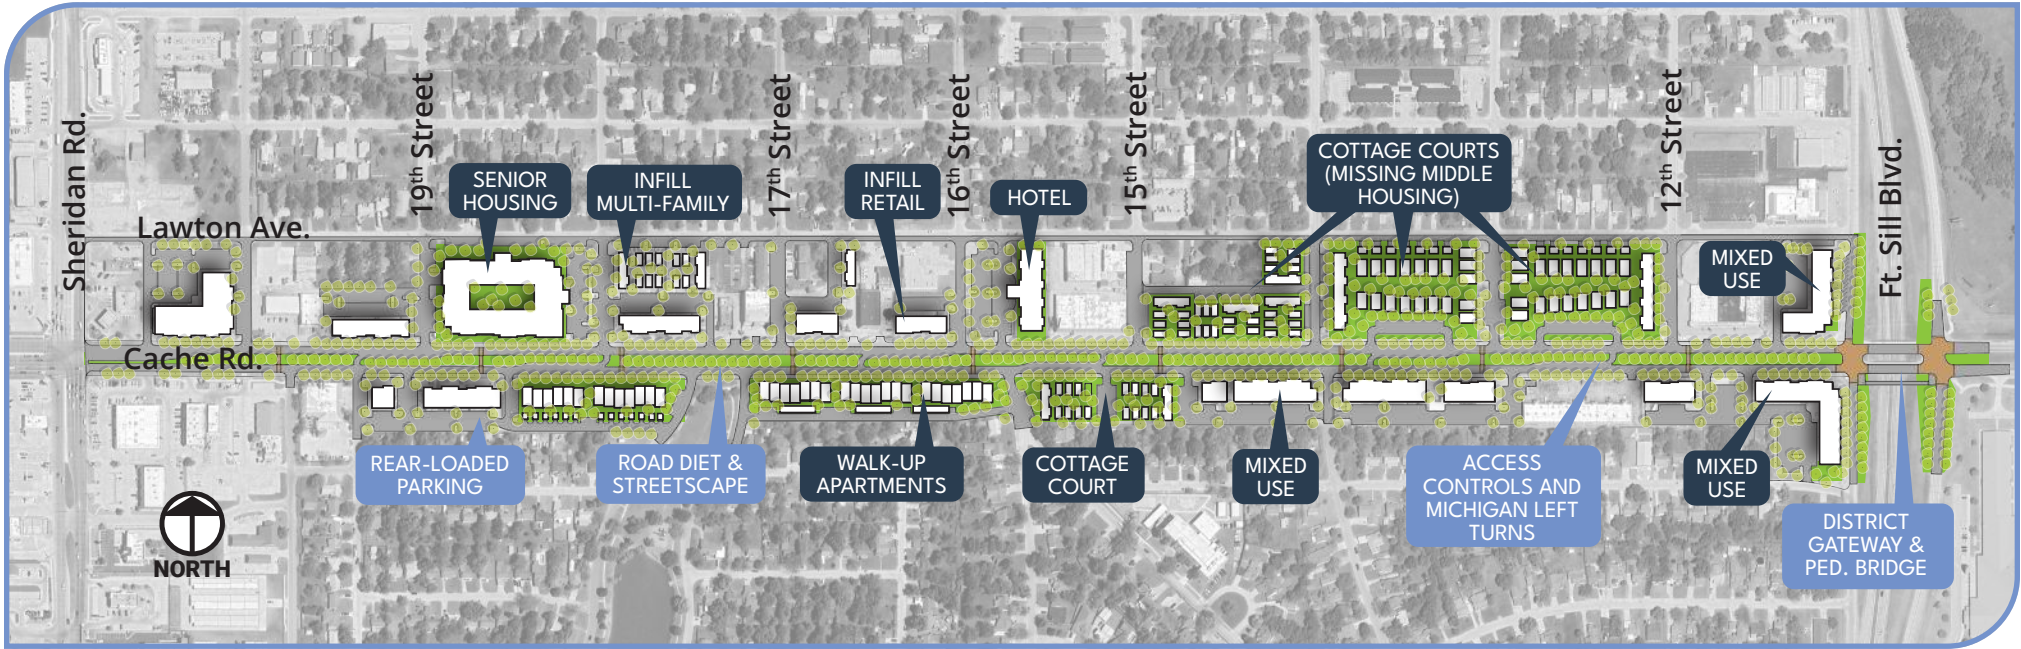 Sheridan Rd.
Lawton Ave.
Cache Rd.
19th Street
17th Street
16th Street
15th Street
12th Street
Ft. Sill Blvd.
SENIOR
HOUSING
INFILL
MULTI-FAMILY
INFILL
RETAIL
HOTEL
COTTAGE COURTS
(MISSING MIDDLE
HOUSING)
MIXED
USE
REAR-LOADED
PARKING
ROAD DIET &
STREETSCAPE
WALK-UP
APARTMENTS
COTTAGE
COURT
MIXED
USE
ACCESS
CONTROLS AND
MICHIGAN LEFT
TURNS
MIXED
USE
DISTRICT
GATEWAY &
PED. BRIDGE
NORTH